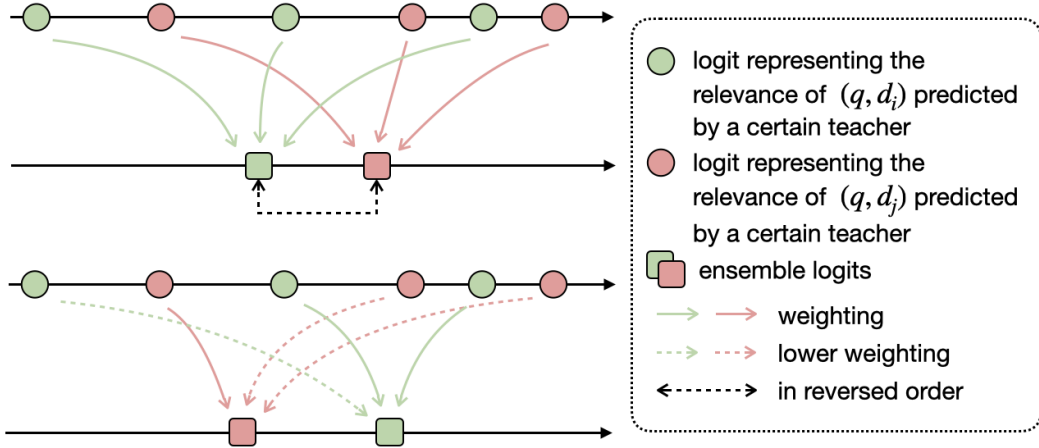 logit representing the
relevance of (q, d_i) predicted
by a certain teacher
logit representing the
relevance of (q, d_j) predicted
by a certain teacher
ensemble logits
weighting
lower weighting
in reversed order